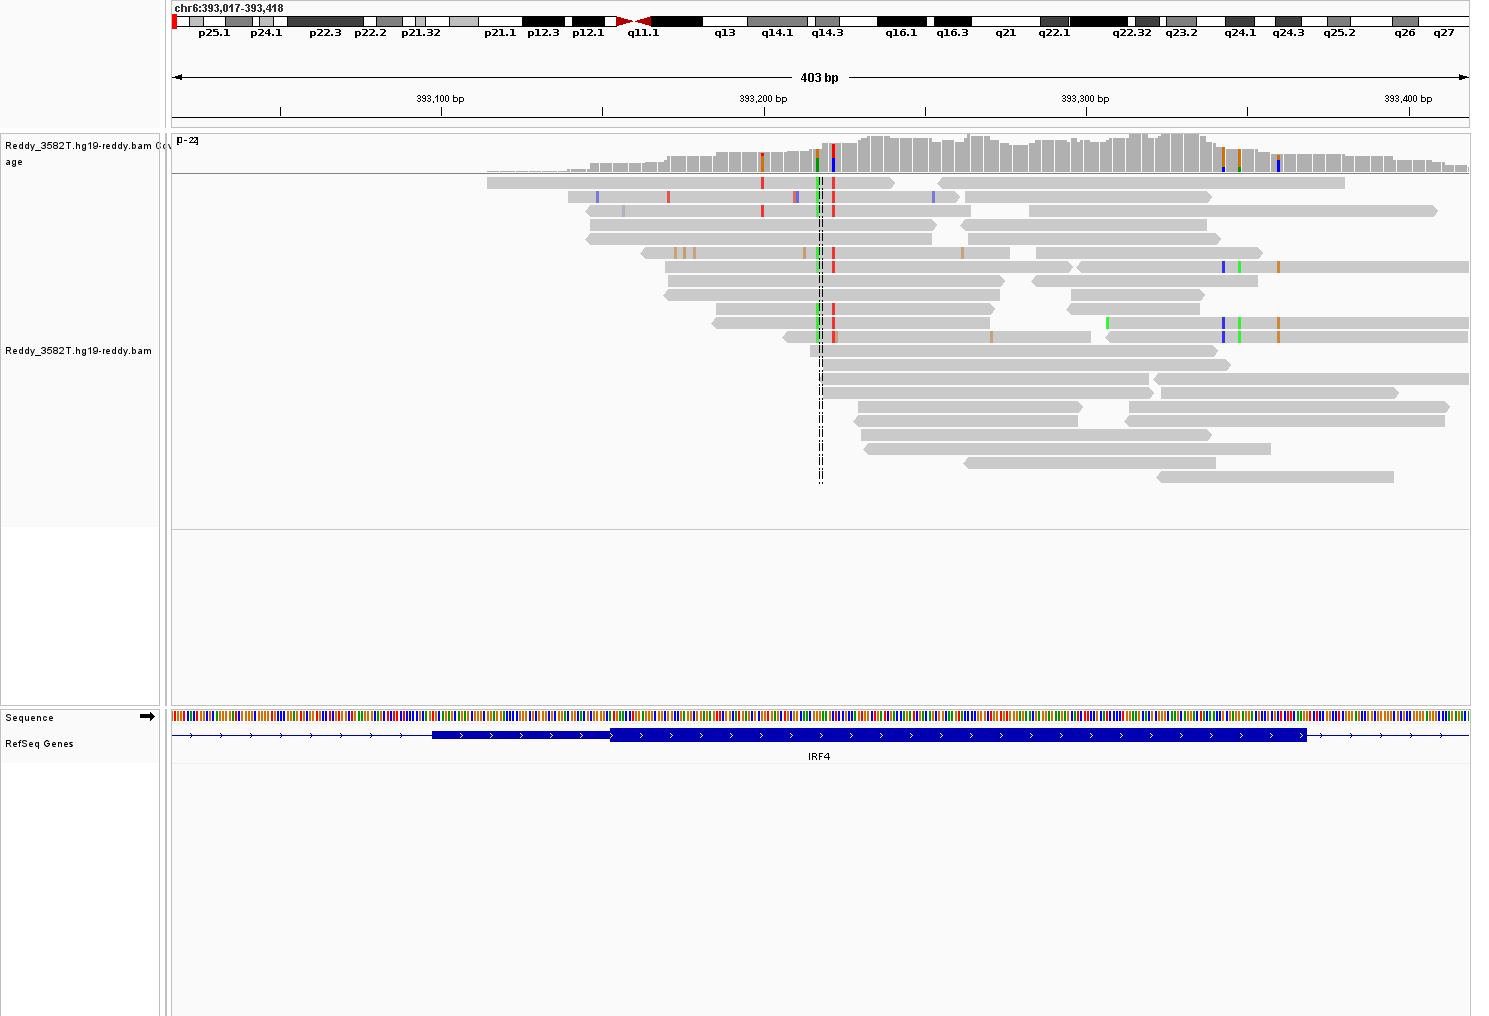 chr6:393,017-393,418
p25.1 p24.1 p22.3 p22.2 p21.32 p21.1 p12.3 p12.1 q11.1 q13 q14.1 q14.3 q16.1 q16.3 q21 q22.1 q22.32 q23.2 q24.1 q24.3 q25.2 q26 q27
403 bp
393,100 bp 393,200 bp 393,300 bp 393,400 bp
Reddy_3582T.hg19-reddy.bam Cov
age
[0-22]
Reddy_3582T.hg19-reddy.bam
Sequence
RefSeq Genes
IRF4